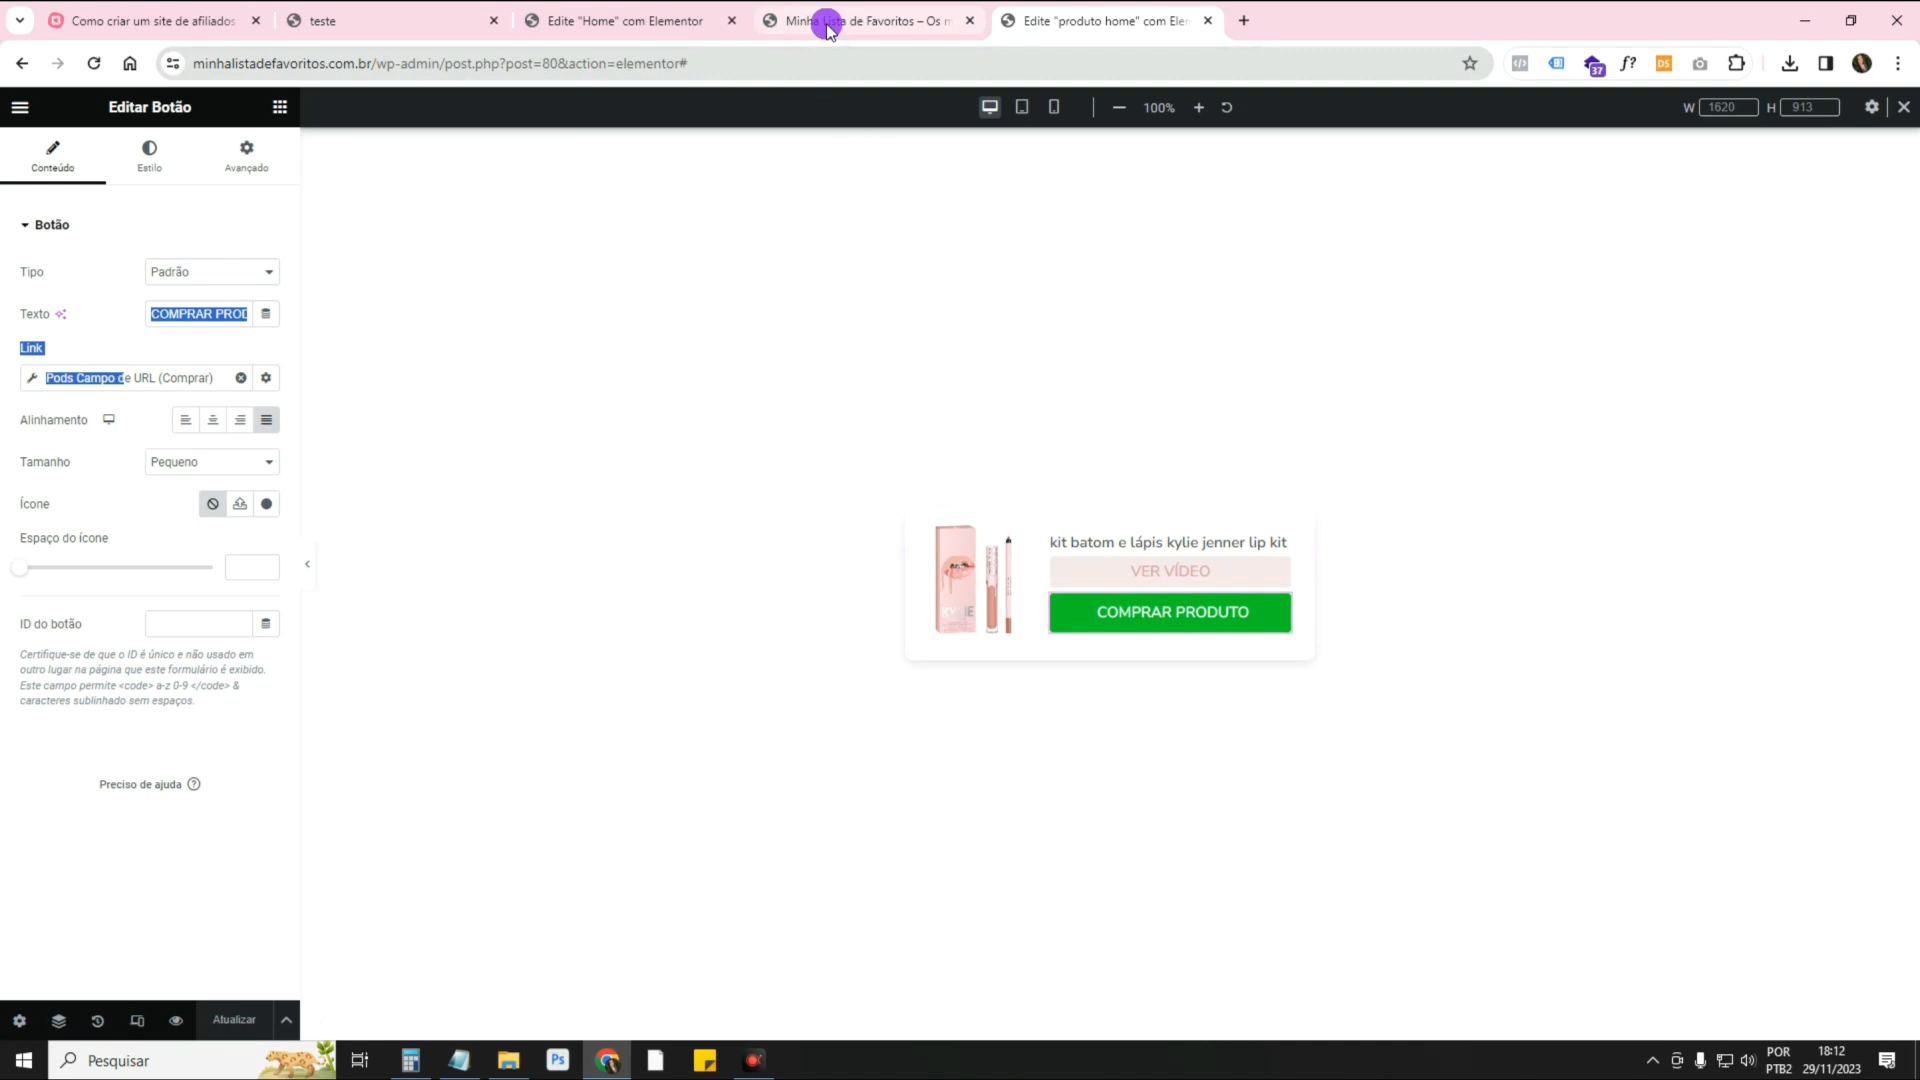 Como criar um site de afiliados
teste
Edite "Home" com Elementor
Minha Lista de Favoritos – Os m
Edite "produto home" com Elem
minhalistadefavoritos.com.br/wp-admin/post.php?post=80&action=elementor#
37
f?
DS
Editar Botão
100%
W 1620
H 913
Conteúdo
Estilo
Avançado
Botão
Tipo
Padrão
Texto
COMPRAR PROD
Link
Pods Campo de URL (Comprar)
Alinhamento
Tamanho
Pequeno
Ícone
Espaço do ícone
ID do botão
Certifique-se de que o ID é único e não usado em
outro lugar na página que este formulário é exibido.
Este campo permite <code> a-z 0-9 </code> &
caracteres sublinhado sem espaços.
Preciso de ajuda
KYLIE
kit batom e lápis kylie jenner lip kit
VER VÍDEO
COMPRAR PRODUTO
Atualizar
Pesquisar
Ps
POR
PTB2
18:12
29/11/2023